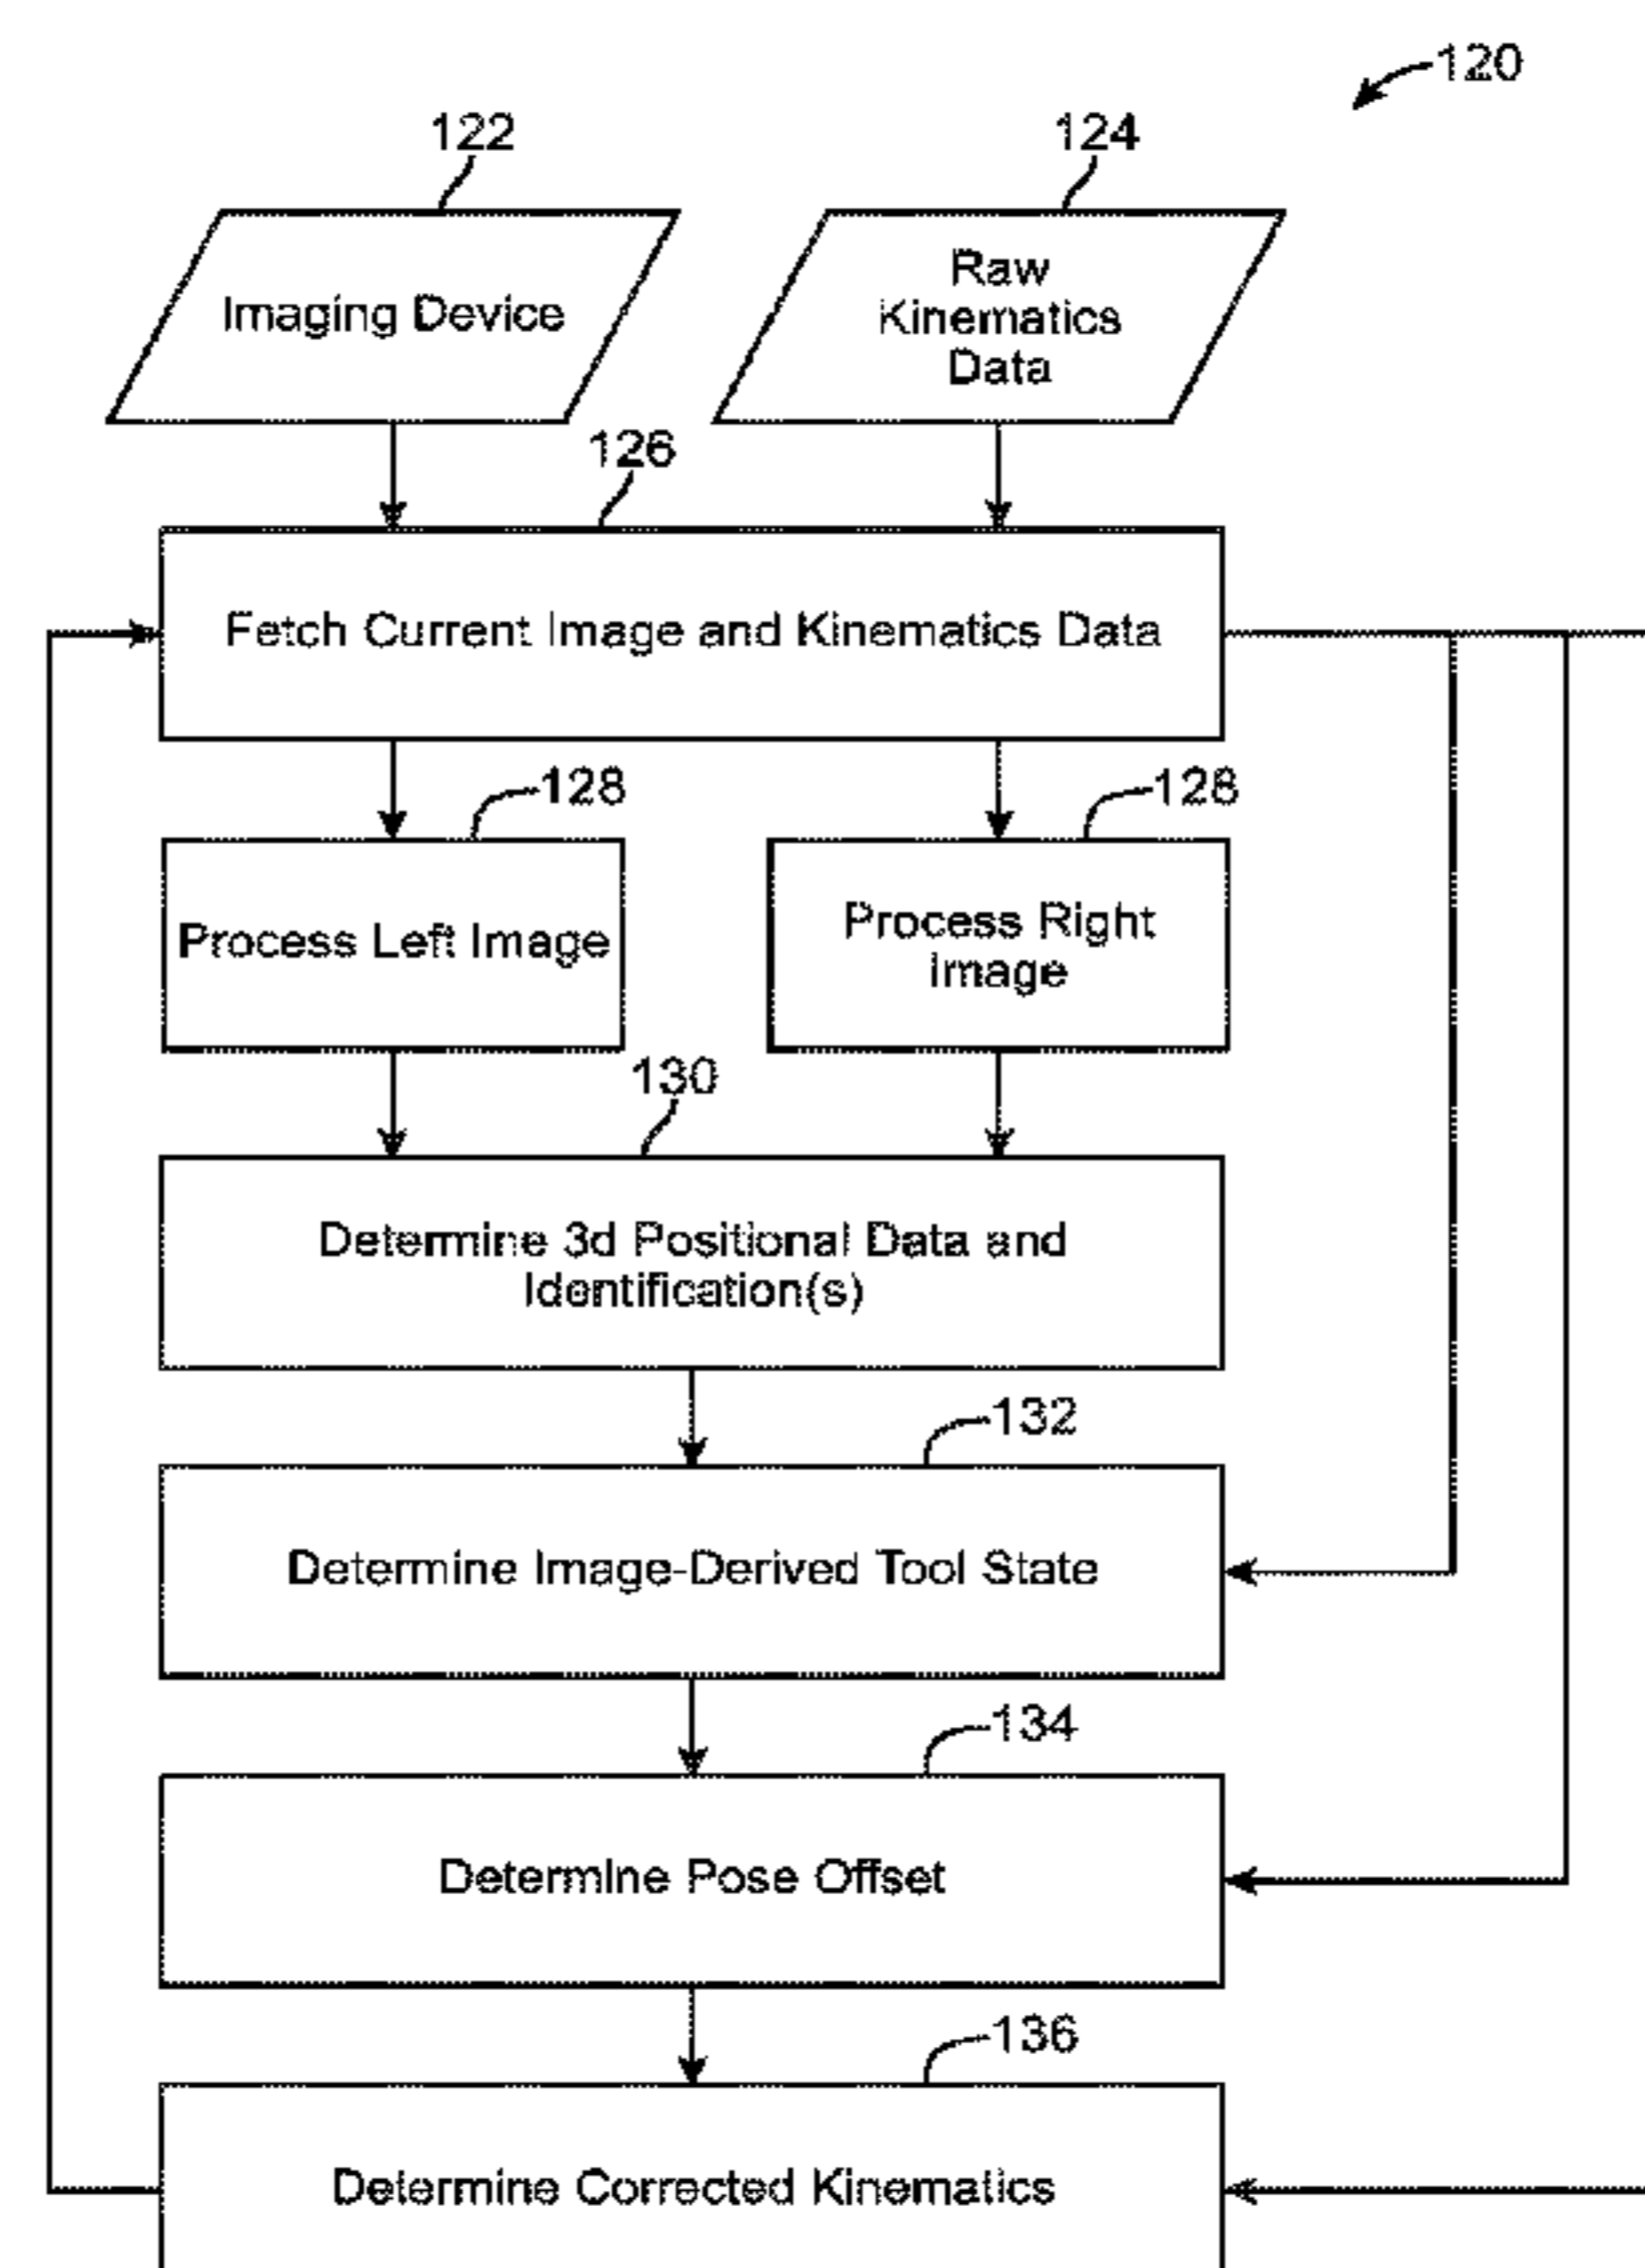 120
122
124
Imaging Device
Raw
Kinematics
Data
126
Fetch Current Image and Kinematics Data
128
128
Process Left Image
Process Right
Image
130
Determine 3d Positional Data and
Identification(s)
132
Determine Image-Derived Tool State
134
Determine Pose Offset
136
Determine Corrected Kinematics